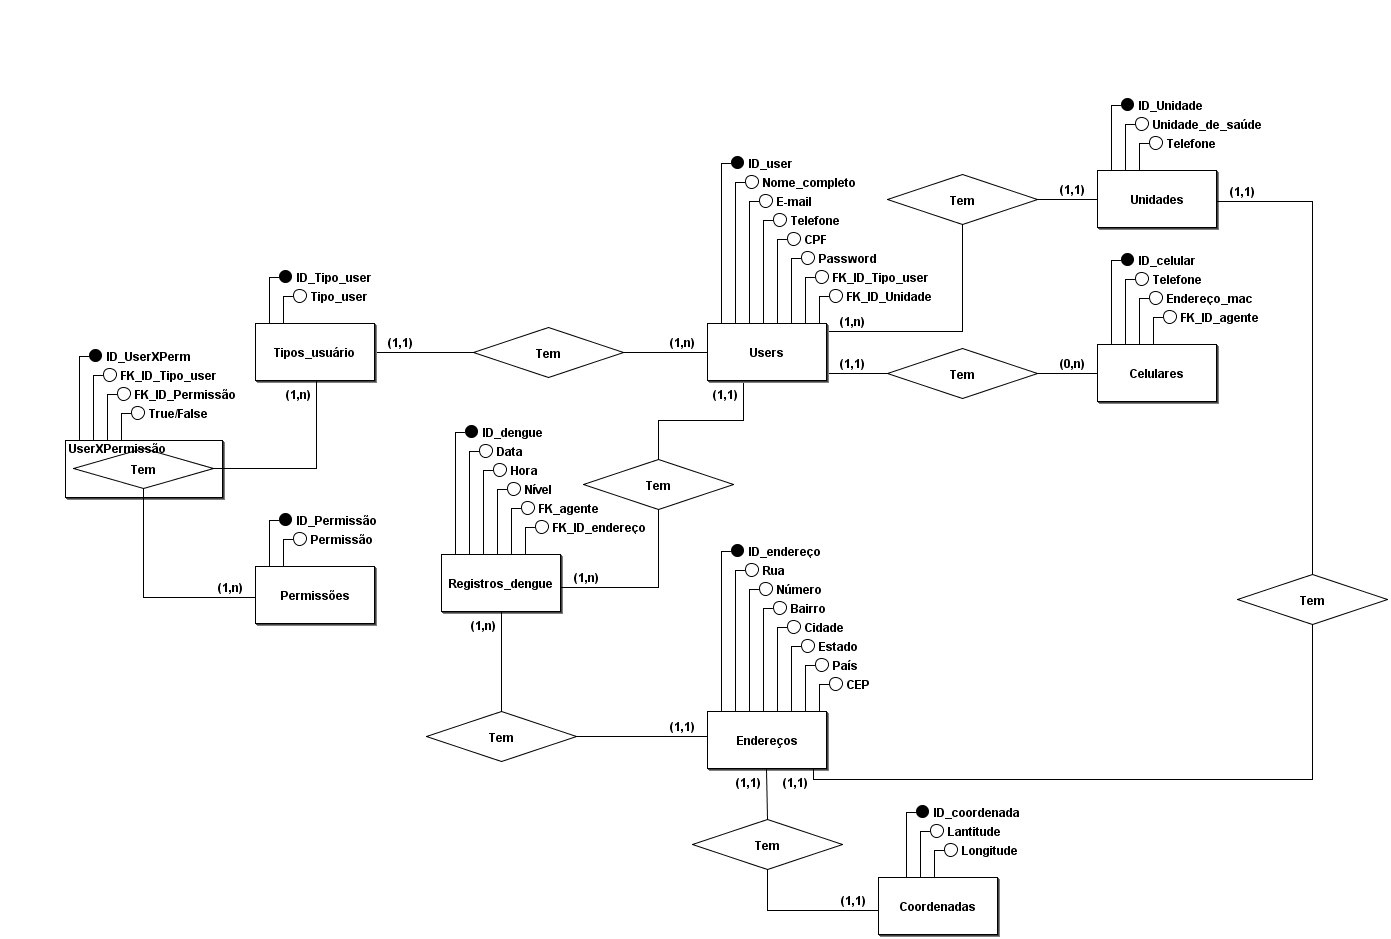 ID_Unidade
Unidade_de_saúde
Telefone
(1,1)
Unidades
(1,1)
Tem
ID_user
Nome_completo
E-mail
Telefone
CPF
Password
FK_ID_Tipo_user
FK_ID_Unidade
(1,n)
Users
(1,n)
(1,1)
(1,1)
Tem
(0,n)
ID_celular
Telefone
Endereço_mac
FK_ID_agente
Celulares
ID_Tipo_user
Tipo_user
Tipos_usuário
(1,1)
Tem
(1,n)
ID_UserXPerm
FK_ID_Tipo_user
FK_ID_Permissão
True/False
UserXPermissão
Tem
ID_Permissão
Permissão
(1,n)
Permissões
ID_dengue
Data
Hora
Nível
FK_agente
FK_ID_endereço
Registros_dengue
(1,n)
(1,n)
Tem
Tem
(1,1)
ID_endereço
Rua
Número
Bairro
Cidade
Estado
País
CEP
Endereços
(1,1)
(1,1)
Tem
Tem
(1,1)
ID_coordenada
Lantitude
Longitude
Coordenadas